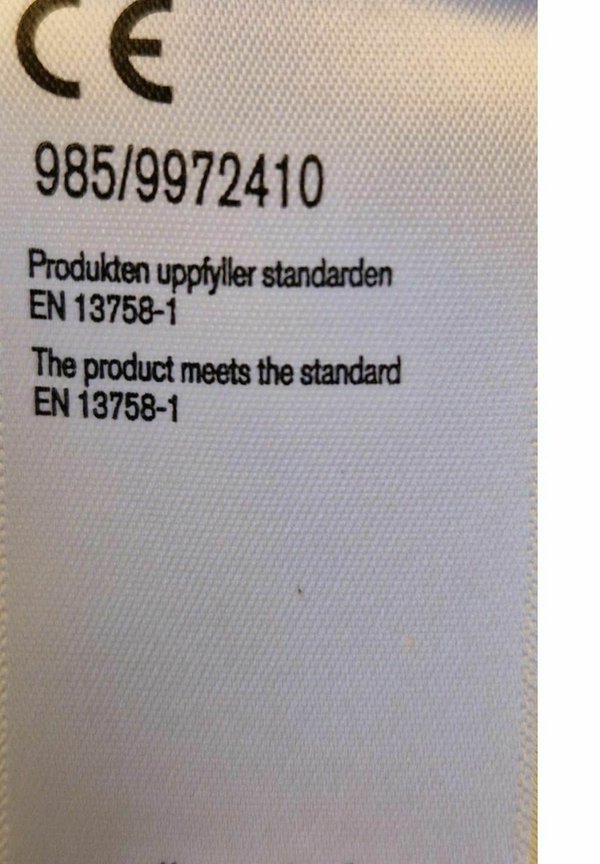 CE
985/9972410
Produkten uppfyller standarden
EN 13758-1
The product meets the standard
EN 13758-1